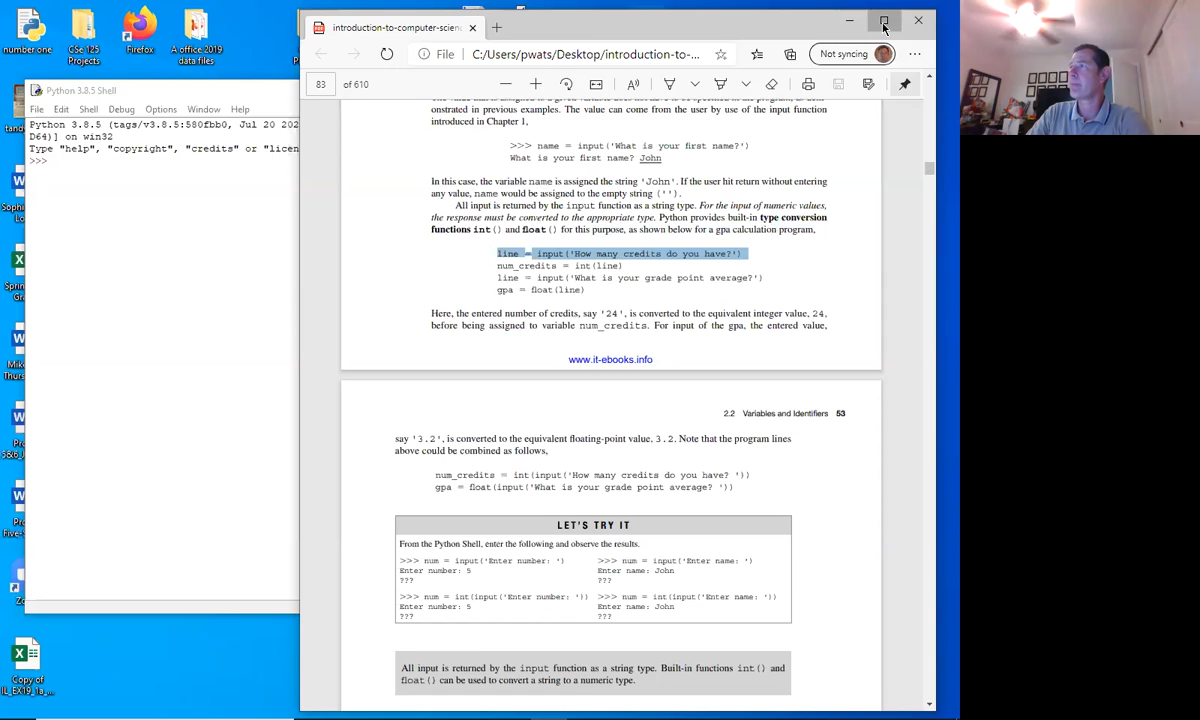 number.one
CSe 125
Projects
Firefox
A office 2019
data files
Python 3.8.5 Shell
File Edit Shell Debug Options Window Help
Python 3.8.5 (tags/v3.8.5:580fbb0, Jul 20 202
D64)] on win32
Type "help", "copyright", "credits" or "licen
>>>
Copy of
IL_EX19_1a_...
introduction-to-computer-scien
Not syncing
File C:/Users/pwats/Desktop/introduction-to-...
83 of 610
onstrated in previous examples. The value can come from the user by use of the input function
introduced in Chapter 1,
>>> name = input('What is your first name?')
What is your first name? John
In this case, the variable name is assigned the string 'John'. If the user hit return without entering
any value, name would be assigned to the empty string ('').
All input is returned by the input function as a string type. For the input of numeric values,
the response must be converted to the appropriate type. Python provides built-in type conversion
functions int() and float() for this purpose, as shown below for a gpa calculation program,
line = input('How many credits do you have?')
num_credits = int(line)
line = input('What is your grade point average?')
gpa = float(line)
Here, the entered number of credits, say '24', is converted to the equivalent integer value, 24,
before being assigned to variable num_credits. For input of the gpa, the entered value,
www.it-ebooks.info
2.2 Variables and Identifiers 53
say '3.2', is converted to the equivalent floating-point value, 3.2. Note that the program lines
above could be combined as follows,
num_credits = int(input('How many credits do you have? '))
gpa = float(input('What is your grade point average? '))
LET'S TRY IT
From the Python Shell, enter the following and observe the results.
>>> num = input('Enter number: ')
Enter number: 5
???
>>> num = int(input('Enter number: '))
Enter number: 5
???
>>> num = input('Enter name: ')
Enter name: John
???
>>> num = int(input('Enter name: '))
Enter name: John
???
All input is returned by the input function as a string type. Built-in functions int() and
float() can be used to convert a string to a numeric type.